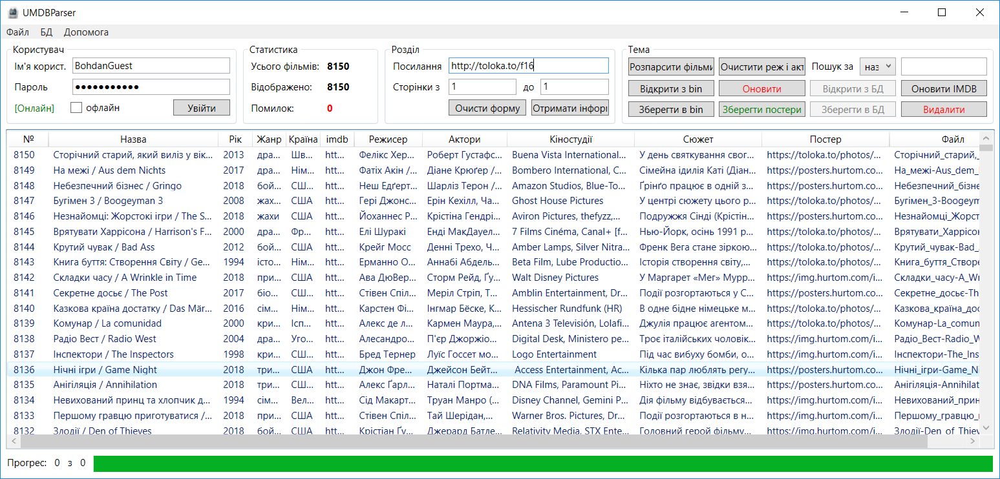 UMDBParser
Файл БД Допомога
Користувач Статистика Розділ Тема
Ім'я корист. BohdanGuest Усього фільмів: 8150 Посилання http://toloka.to/f16 Розпарсити фільми Очистити реж і акт Пошук за наз
Пароль ●●●●●●●●●●● Відображено: 8150 Сторінки з 1 до 1 Відкрити з bin Оновити Відкрити з БД Оновити IMDB
[Онлайн] офлайн Увійти Помилок: 0 Очисти форму Отримати інфорі Зберегти в bin Зберегти постери Зберегти в БД Видалити
№ Назва Рік Жанр Країна imdb Режисер Актори Кіностудії Сюжет Постер Файл
8150 Сторічний старий, який виліз у вік... 2013 дра... Шв... htt... Фелікс Хер... Роберт Густафс... Buena Vista International... У день святкування свог... https://toloka.to/photos/... Сторічний_старий,_
8149 На межі / Aus dem Nichts 2017 дра... Нім... htt... Фатіх Акін /... Діане Крюґер /... Bombero International, C... Сімейна ідилія Каті (Діан... https://posters.hurtom.co... На_межі-Aus_dem_
8148 Небезпечний бізнес / Gringo 2018 бой... СШ... htt... Неш Едґерт... Шарліз Терон /... Amazon Studios, Blue-To... Ґрінґо працює в одній з... https://posters.hurtom.co... Небезпечний_бізне
8147 Бугімен 3 / Boogeyman 3 2008 жах... США htt... Гері Джонс... Ерін Кехілл, Ча... Ghost House Pictures У центрі сюжету цього р... https://posters.hurtom.co... Бугімен_3-Boogeym
8146 Незнайомці: Жорстокі ігри / The S... 2018 жахи США htt... Йоханнес Р... Крістіна Гендрі... Aviron Pictures, thefyzz,... Подружжя Сінді (Крістін... https://posters.hurtom.co... Незнайомці_Жорст
8145 Врятувати Харрісона / Harrison's F... 2000 дра... Фр... htt... Елі Шуракі Енді МакДауел... 7 Films Cinéma, Canal+ [f... Нью-Йорк, осінь 1991 р... https://posters.hurtom.co... Врятувати_Харрісон
8144 Крутий чувак / Bad Ass 2012 бой... США htt... Крейг Мосс Денні Трехо, Ч... Amber Lamps, Silver Nitra... Френк Вега стане зіркою... https://toloka.to/photos/... Крутий_чувак-Bad_
8143 Книга буття: Створення Світу / Ge... 1994 істо... Нім... htt... Ерманно О... Аннабі Абдель... Beta Film, Lube Productio... Історія створення світу,... https://toloka.to/photos/... Книга_буття_Створе
8142 Складки часу / A Wrinkle in Time 2018 при... США htt... Ава ДюВер... Сторм Рейд, Ґу... Walt Disney Pictures У Маргарет «Мег» Мурр... https://img.hurtom.com/i... Складки_часу-A_Wr
8141 Секретне досьє / The Post 2017 біо... США htt... Стівен Спіл... Меріл Стріп, Т... Amblin Entertainment, Dr... Події розгортаються у С... https://toloka.to/photos/... Секретне_досьє-Th
8140 Казкова країна достатку / Das Mär... 2016 сім... Нім... htt... Карстен Фі... Інгмар Бёске, К... Hessischer Rundfunk (HR) В одне бідне німецьке м... https://toloka.to/photos/... Казкова_країна_дос
8139 Комунар / La comunidad 2000 кри... Ісп... htt... Алекс де л... Кармен Маура,... Antena 3 Televisión, Lolafi... Джулія працює агентом... https://toloka.to/photos/... Комунар-La_comun
8138 Радіо Вест / Radio West 2004 дра... Уго... htt... Алесандро... П'єр Джоржіо... Digital Desk, Ministero pe... Троє італійських чоловік... https://img.hurtom.com/i... Радіо_Вест-Radio_W
8137 Інспектори / The Inspectors 1998 кри... СШ... htt... Бред Тернер Луїс Госсет мо... Logo Entertainment Під час вибуху бомби, о... https://img.hurtom.com/i... Інспектори-The_Ins
8136 Нічні ігри / Game Night 2018 три... США htt... Джон Фре... Джейсон Бейт... Access Entertainment, Ac... Кілька пар люблять регу... https://posters.hurtom.co... Нічні_ігри-Game_Ni
8135 Анігіляція / Annihilation 2018 три... США htt... Алекс Ґарл... Наталі Портма... DNA Films, Paramount Pi... Ніхто не знає, звідки взя... https://posters.hurtom.co... Анігіляція-Annihilat
8134 Невихований принц та хлопчик д... 1994 сім... Вел... htt... Сід Макарт... Труан Манро (... Disney Channel, Gemini P... Дія фільму відбувається... https://img.hurtom.com/i... Невихований_принц
8133 Першому гравцю приготуватися /... 2018 при... США htt... Стівен Спіл... Тай Шерідан,... Warner Bros. Pictures, Dr... Події розгортаються в н... https://img.hurtom.com/i... Першому_гравцю_
8132 Злодії / Den of Thieves 2018 бой... США htt... Крістіан Ґу... Джерард Батле... Relativity Media, STX Ente... Головний герой фільму... https://img.hurtom.com/i... Злодії-Den_of_Thiev
Прогрес: 0 з 0